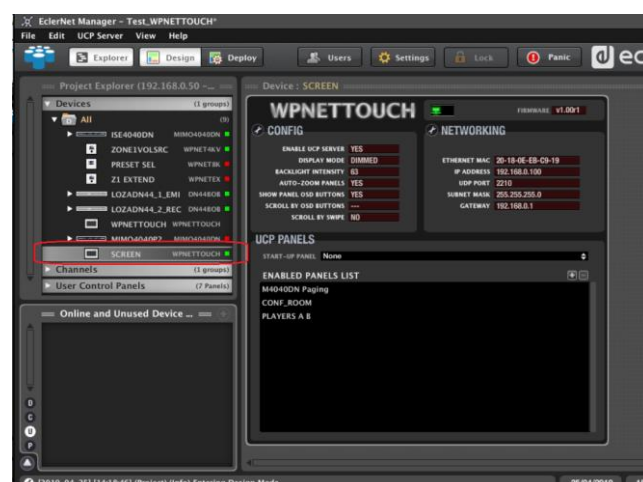 EclerNet Manager - Test_WPNETTOUCH*
File Edit UCP Server View Help
Explorer Design Deploy Users Settings Lock Panic ec
Project Explorer (192.168.0.50 -...
Devices (1 groups)
All (9)
ISE4040DN MIMO4040DN
ZONE1VOLSRC WPNET4KV
PRESET SEL WPNET8K
Z1 EXTEND WPNETEX
LOZADN44_1_EMI DN44EOB
LOZADN44_2_REC DN44EOB
WPNETTOUCH WPNETTOUCH
MIMO4040P2 MIMO4040DN
SCREEN WPNETTOUCH
Channels (1 groups)
User Control Panels (7 Panels)
Online and Unused Device ...
D
C
U
P
Device : SCREEN
WPNETTOUCH FIRMWARE v1.00r1
CONFIG
ENABLE UCP SERVER YES
DISPLAY MODE DIMMED
BACKLIGHT INTENSITY 63
AUTO-ZOOM PANELS YES
SHOW PANEL OSD BUTTONS YES
SCROLL BY OSD BUTTONS ---
SCROLL BY SWIPE NO
NETWORKING
ETHERNET MAC 20-18-0E-EB-C9-19
IP ADDRESS 192.168.0.100
UDP PORT 2210
SUBNET MASK 255.255.255.0
GATEWAY 192.168.0.1
UCP PANELS
START-UP PANEL None
ENABLED PANELS LIST
M4040DN Paging
CONF_ROOM
PLAYERS A B